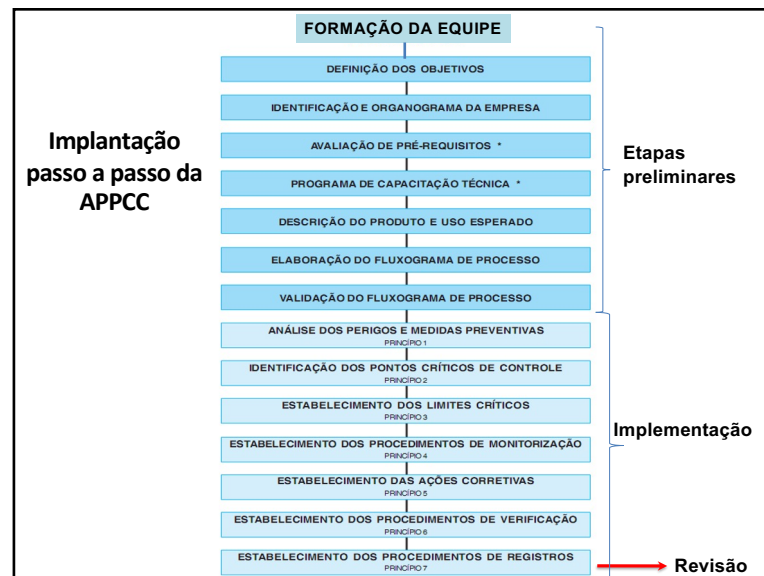 FORMAÇÃO DA EQUIPE
DEFINIÇÃO DOS OBJETIVOS
IDENTIFICAÇÃO E ORGANOGRAMA DA EMPRESA
Implantação
passo a passo da
APPCC
AVALIAÇÃO DE PRÉ-REQUISITOS *
PROGRAMA DE CAPACITAÇÃO TÉCNICA *
Etapas
preliminares
DESCRIÇÃO DO PRODUTO E USO ESPERADO
ELABORAÇÃO DO FLUXOGRAMA DE PROCESSO
VALIDAÇÃO DO FLUXOGRAMA DE PROCESSO
ANÁLISE DOS PERIGOS E MEDIDAS PREVENTIVAS
PRINCÍPIO 1
IDENTIFICAÇÃO DOS PONTOS CRÍTICOS DE CONTROLE
PRINCÍPIO 2
ESTABELECIMENTO DOS LIMITES CRÍTICOS
PRINCÍPIO 3
Implementação
ESTABELECIMENTO DOS PROCEDIMENTOS DE MONITORIZAÇÃO
PRINCÍPIO 4
ESTABELECIMENTO DAS AÇÕES CORRETIVAS
PRINCÍPIO 5
ESTABELECIMENTO DOS PROCEDIMENTOS DE VERIFICAÇÃO
PRINCÍPIO 6
ESTABELECIMENTO DOS PROCEDIMENTOS DE REGISTROS
PRINCÍPIO 7
Revisão